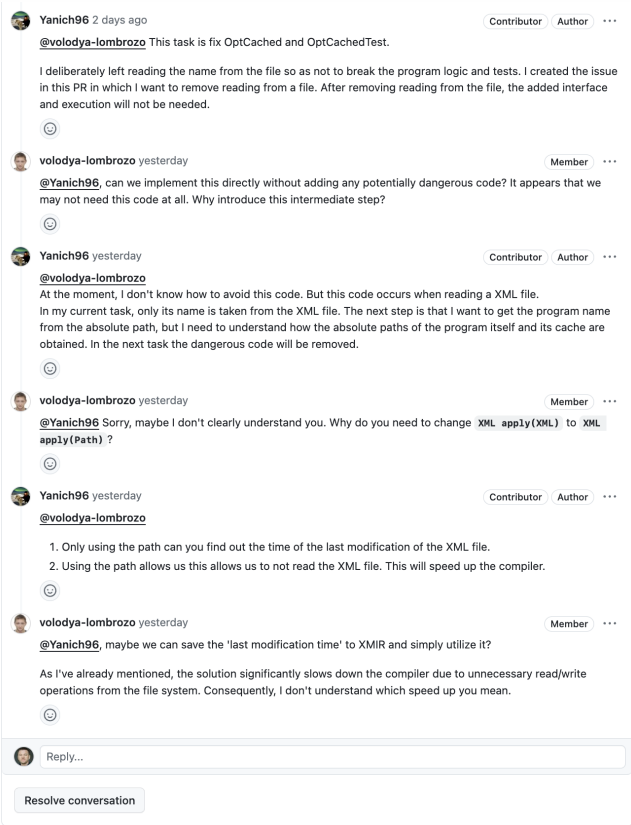 Yanich96 2 days ago Contributor Author
@volodya-lombrozo This task is fix OptCached and OptCachedTest.
I deliberately left reading the name from the file so as not to break the program logic and tests. I created the issue
in this PR in which I want to remove reading from a file. After removing reading from the file, the added interface
and execution will not be needed.
volodya-lombrozo yesterday Member
@Yanich96, can we implement this directly without adding any potentially dangerous code? It appears that we
may not need this code at all. Why introduce this intermediate step?
Yanich96 yesterday Contributor Author
@volodya-lombrozo
At the moment, I don't know how to avoid this code. But this code occurs when reading a XML file.
In my current task, only its name is taken from the XML file. The next step is that I want to get the program name
from the absolute path, but I need to understand how the absolute paths of the program itself and its cache are
obtained. In the next task the dangerous code will be removed.
volodya-lombrozo yesterday Member
@Yanich96 Sorry, maybe I don't clearly understand you. Why do you need to change XML apply(XML) to XML
apply(Path) ?
Yanich96 yesterday Contributor Author
@volodya-lombrozo
1. Only using the path can you find out the time of the last modification of the XML file.
2. Using the path allows us this allows us to not read the XML file. This will speed up the compiler.
volodya-lombrozo yesterday Member
@Yanich96, maybe we can save the 'last modification time' to XMIR and simply utilize it?
As I've already mentioned, the solution significantly slows down the compiler due to unnecessary read/write
operations from the file system. Consequently, I don't understand which speed up you mean.
Reply...
Resolve conversation